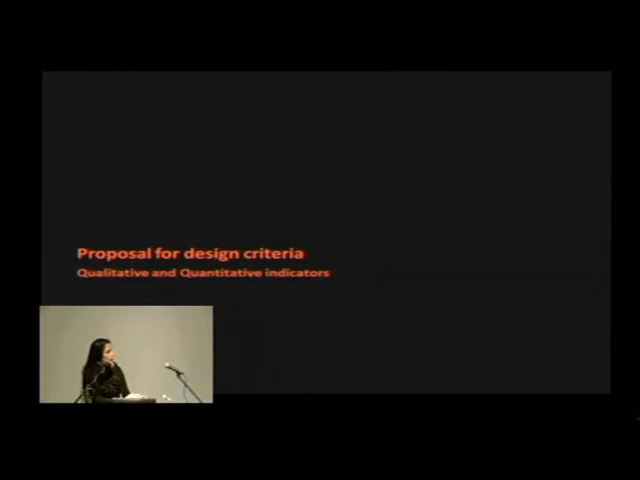 Proposal for design criteria
Qualitative and Quantitative indicators